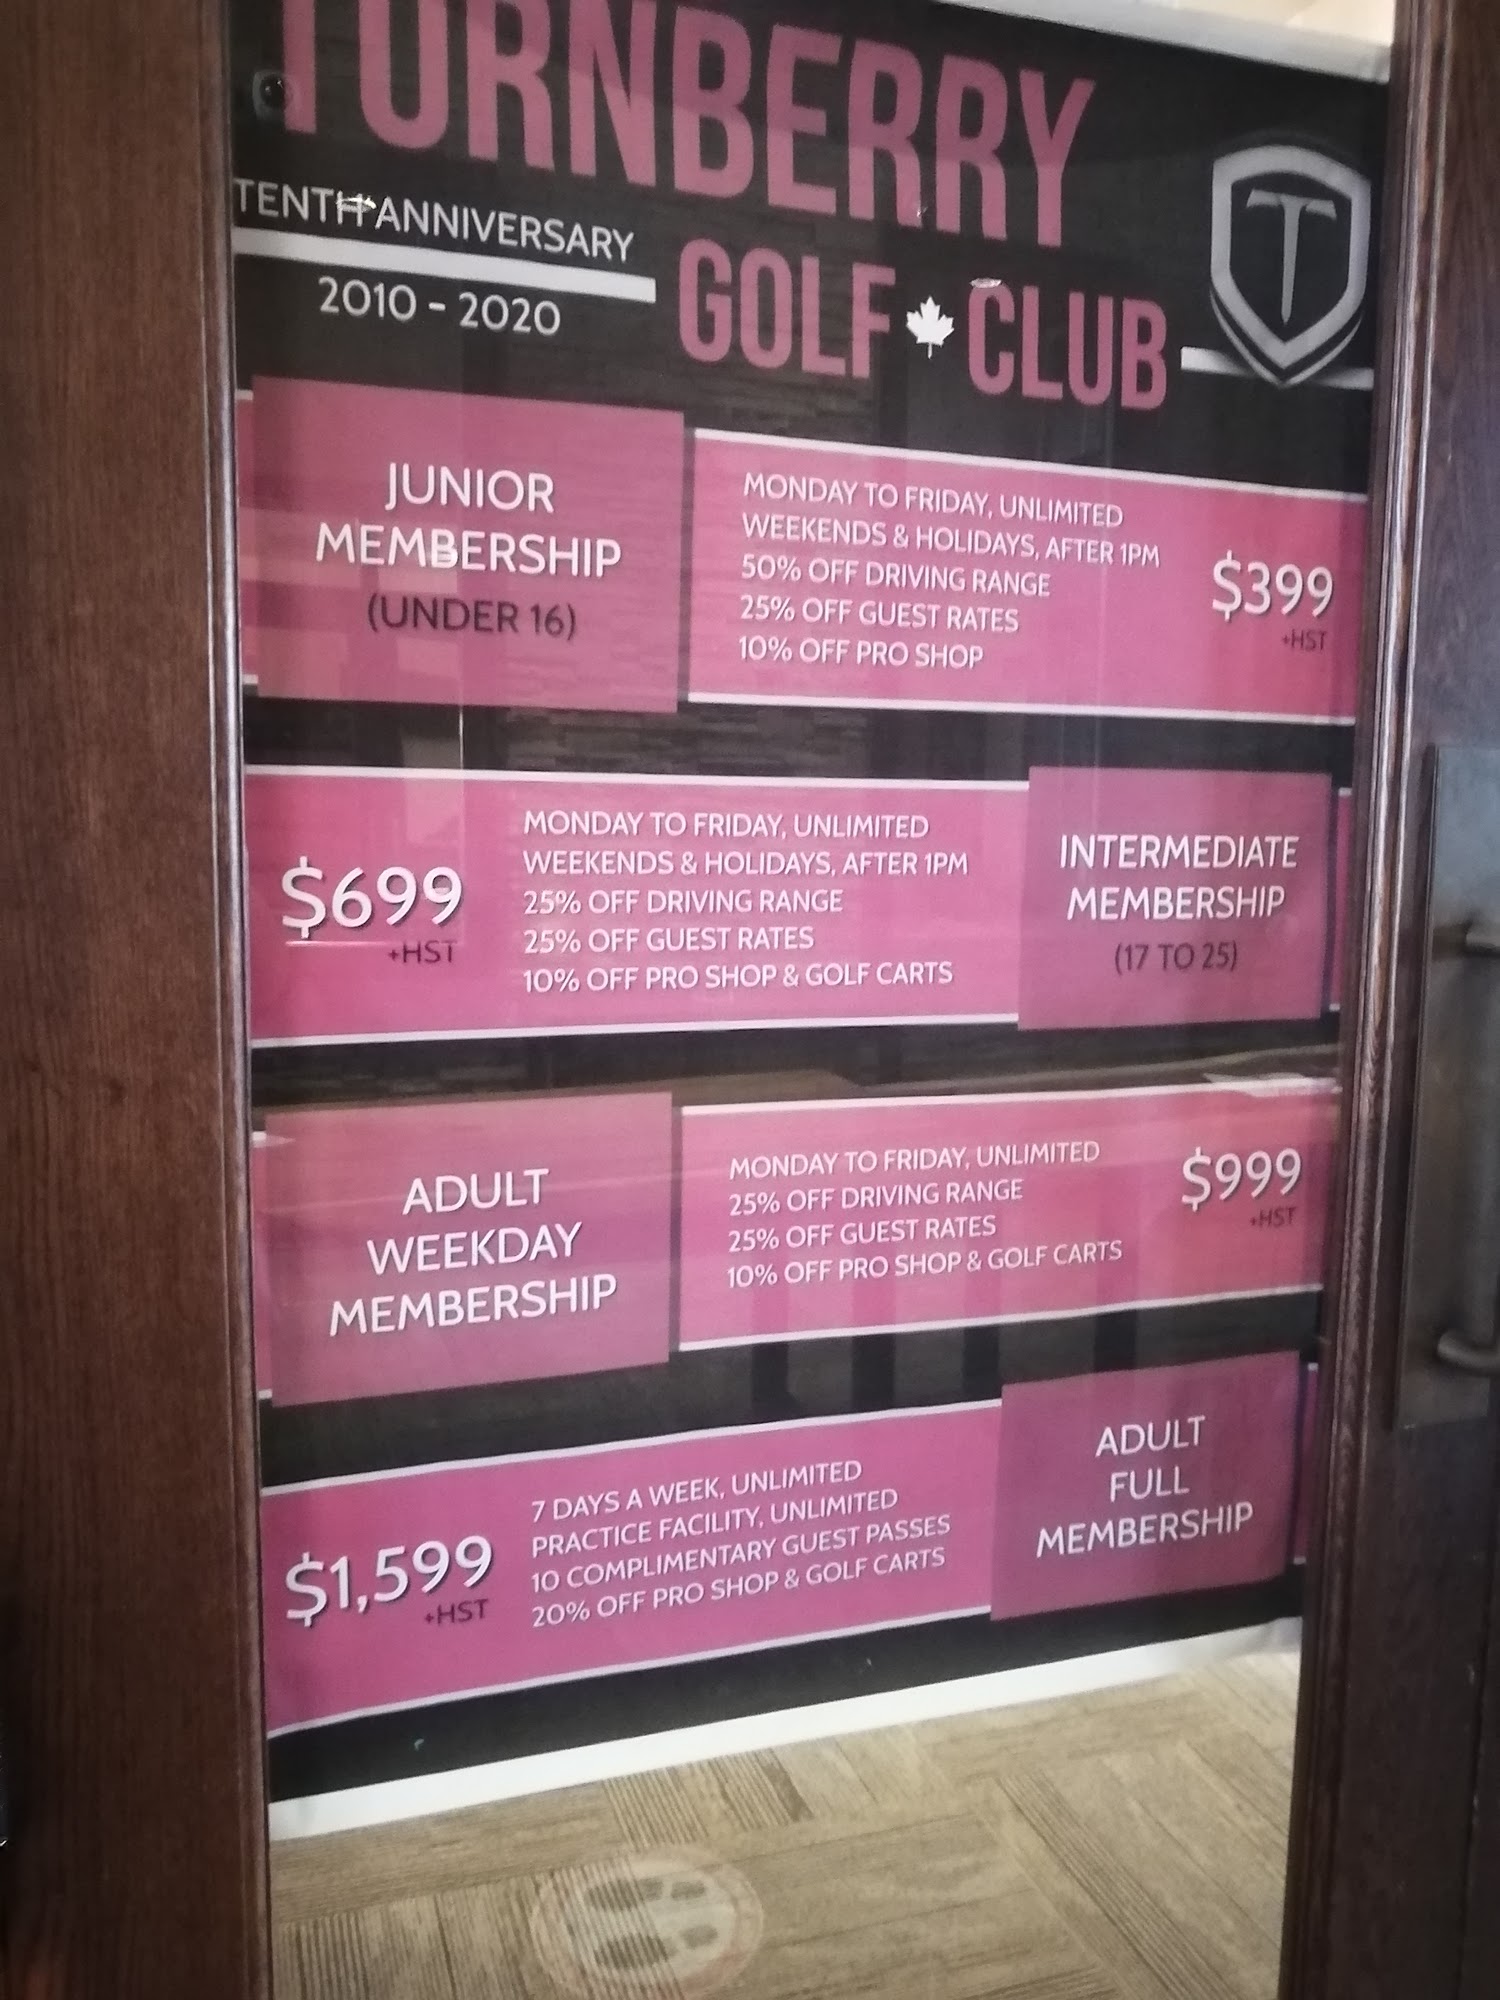 TURNBERRY
TENTH ANNIVERSARY
2010 - 2020
GOLF CLUB
T
JUNIOR
MEMBERSHIP
(UNDER 16)
MONDAY TO FRIDAY, UNLIMITED
WEEKENDS & HOLIDAYS, AFTER 1PM
50% OFF DRIVING RANGE
25% OFF GUEST RATES
10% OFF PRO SHOP
$399
+HST
$699
+HST
MONDAY TO FRIDAY, UNLIMITED
WEEKENDS & HOLIDAYS, AFTER 1PM
25% OFF DRIVING RANGE
25% OFF GUEST RATES
10% OFF PRO SHOP & GOLF CARTS
INTERMEDIATE
MEMBERSHIP
(17 TO 25)
ADULT
WEEKDAY
MEMBERSHIP
MONDAY TO FRIDAY, UNLIMITED
25% OFF DRIVING RANGE
25% OFF GUEST RATES
10% OFF PRO SHOP & GOLF CARTS
$999
+HST
$1,599
+HST
7 DAYS A WEEK, UNLIMITED
PRACTICE FACILITY, UNLIMITED
10 COMPLIMENTARY GUEST PASSES
20% OFF PRO SHOP & GOLF CARTS
ADULT
FULL
MEMBERSHIP